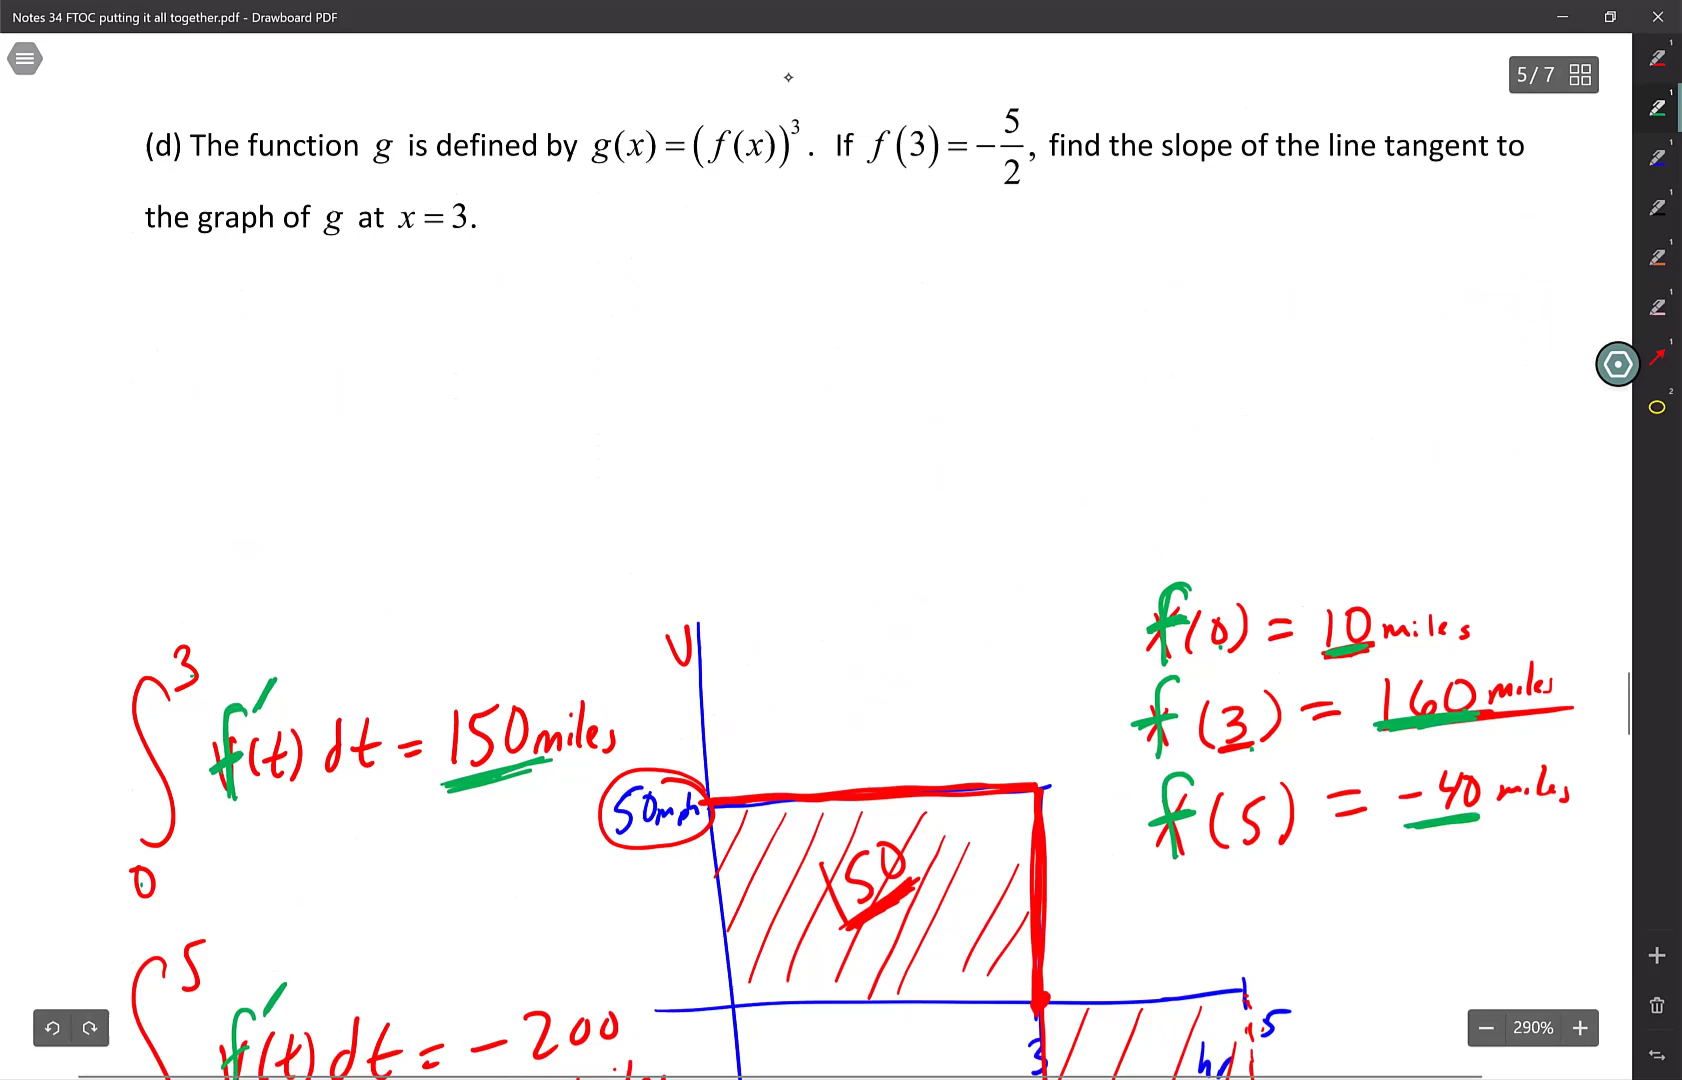 Notes 34 FTOC putting it all together.pdf - Drawboard PDF
5 / 7
(d) The function g is defined by g(x) = (f(x))³. If f(3) = −5/2, find the slope of the line tangent to
the graph of g at x = 3.
f(0) = 10 miles
f(3) = 160 miles
f(5) = -40 miles
∫₀³ f'(t) dt = 150 miles
V
50mph
150
∫⁵ f'(t) dt = -200
3
5
290%